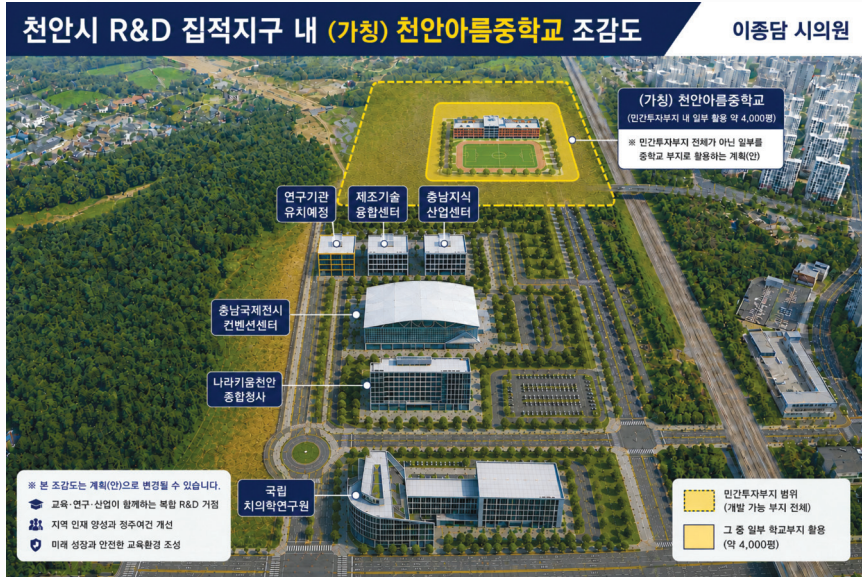 천안시 R&D 집적지구 내 (가칭) 천안아름중학교 조감도
이종담 시의원
(가칭) 천안아름중학교
(민간투자부지 내 일부 활용 약 4,000평)
※ 민간투자부지 전체가 아닌 일부를
중학교 부지로 활용하는 계획(안)
연구기관
유치예정
제조기술
융합센터
충남지식
산업센터
충남국제전시
컨벤션센터
나라키움천안
종합청사
국립
치의학연구원
※ 본 조감도는 계획(안)으로 변경될 수 있습니다.
교육·연구·산업이 함께하는 복합 R&D 거점
지역 인재 양성과 정주여건 개선
미래 성장과 안전한 교육환경 조성
민간투자부지 범위
(개발 가능 부지 전체)
그 중 일부 학교부지 활용
(약 4,000평)